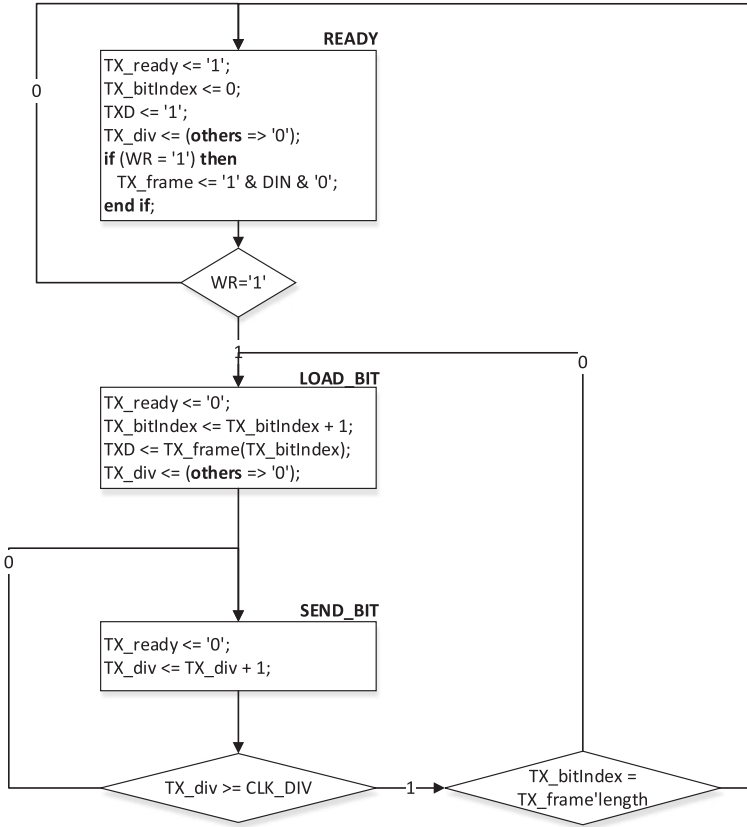 READY
TX_ready <= '1';
TX_bitIndex <= 0;
TXD <= '1';
TX_div <= (others => '0');
if (WR = '1') then
TX_frame <= '1' & DIN & '0';
end if;
0
WR='1'
1
0
LOAD_BIT
TX_ready <= '0';
TX_bitIndex <= TX_bitIndex + 1;
TXD <= TX_frame(TX_bitIndex);
TX_div <= (others => '0');
0
SEND_BIT
TX_ready <= '0';
TX_div <= TX_div + 1;
TX_div >= CLK_DIV
1
TX_bitIndex =
TX_frame'length